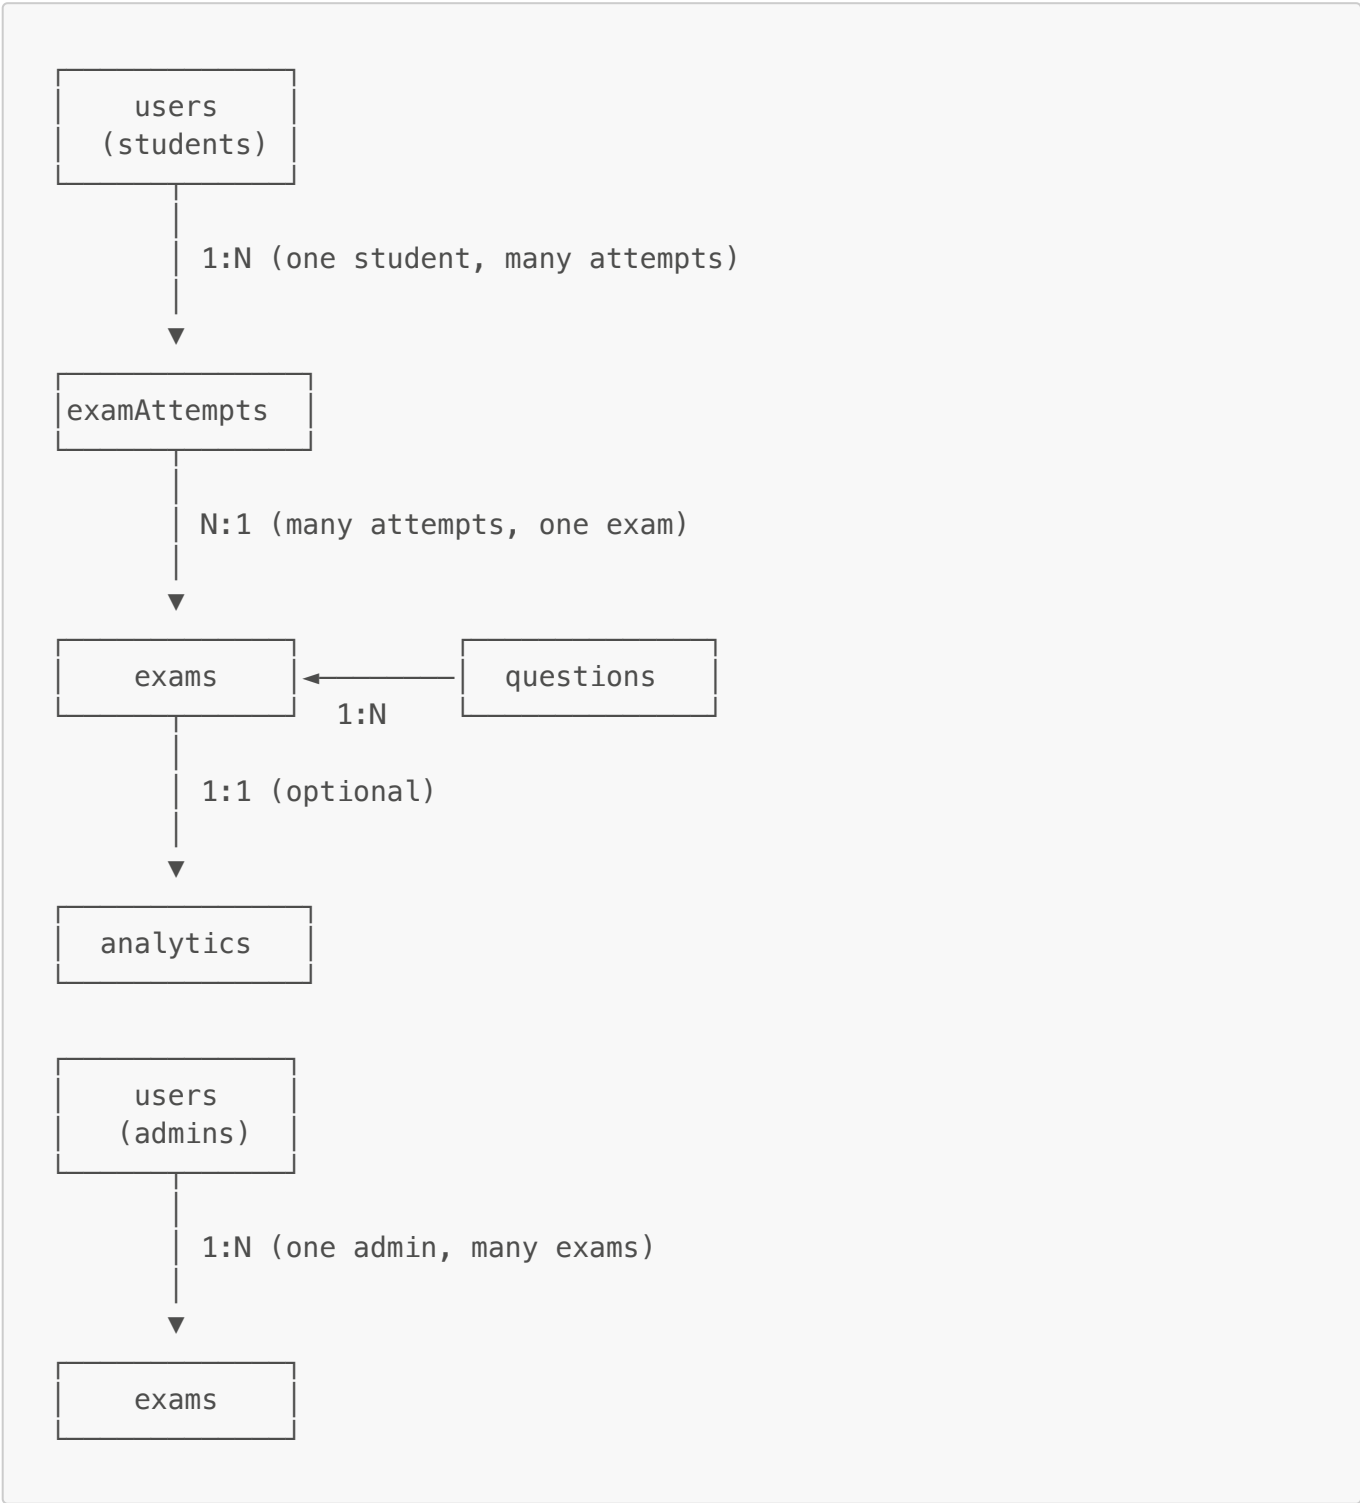 users
(students)
1:N (one student, many attempts)
examAttempts
N:1 (many attempts, one exam)
exams
questions
1:N
1:1 (optional)
analytics
users
(admins)
1:N (one admin, many exams)
exams